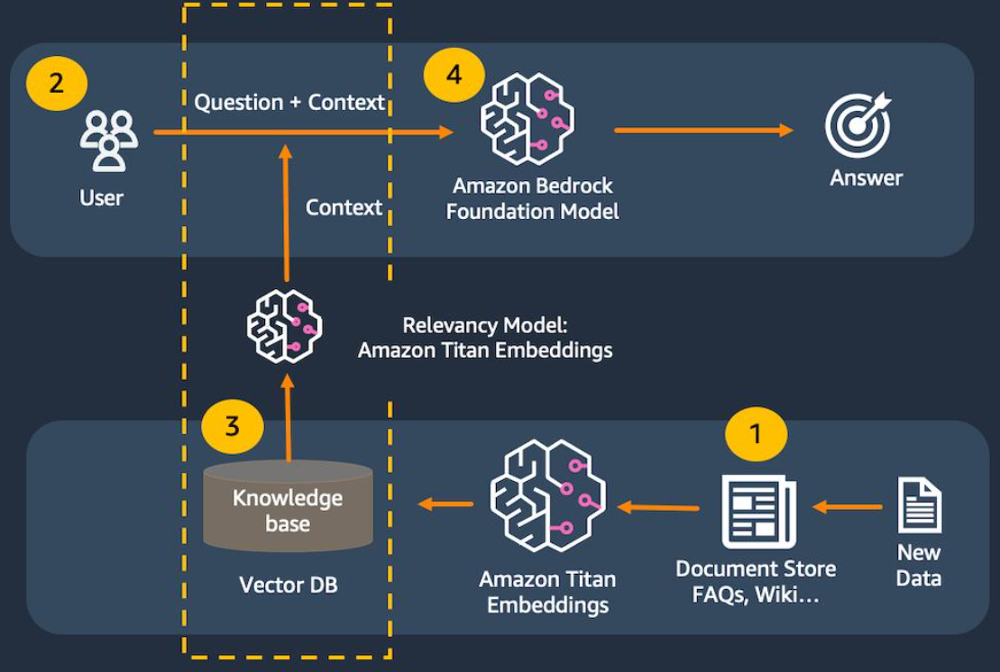 2
User
Question + Context
Context
4
Amazon Bedrock
Foundation Model
Answer
Relevancy Model:
Amazon Titan Embeddings
3
Knowledge
base
Vector DB
Amazon Titan
Embeddings
1
Document Store
FAQs, Wiki...
New
Data